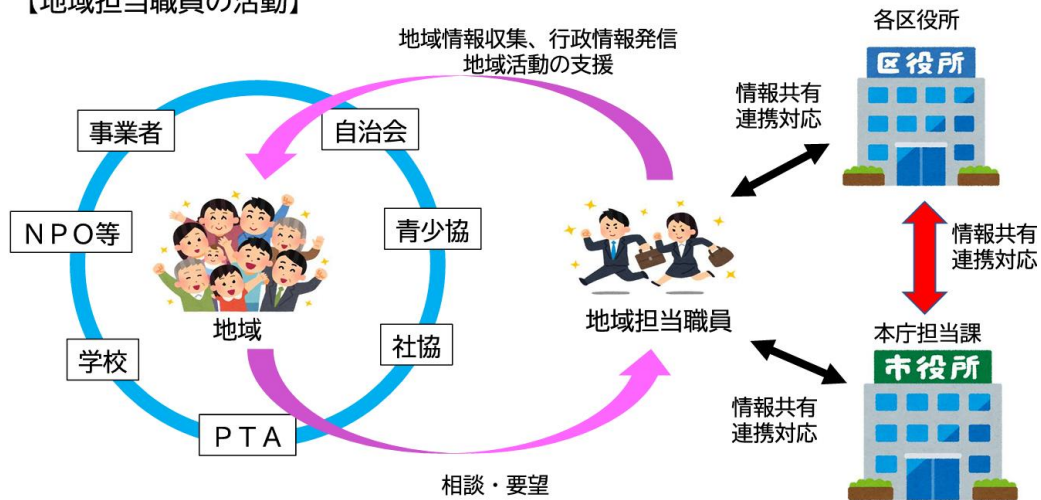 【地域担当職員の活動】
地域情報収集、行政情報発信
地域活動の支援
各区役所
区役所
情報共有
連携対応
事業者
自治会
NPO等
青少協
地域
地域担当職員
情報共有
連携対応
学校
社協
本庁担当課
市役所
情報共有
連携対応
PTA
相談・要望